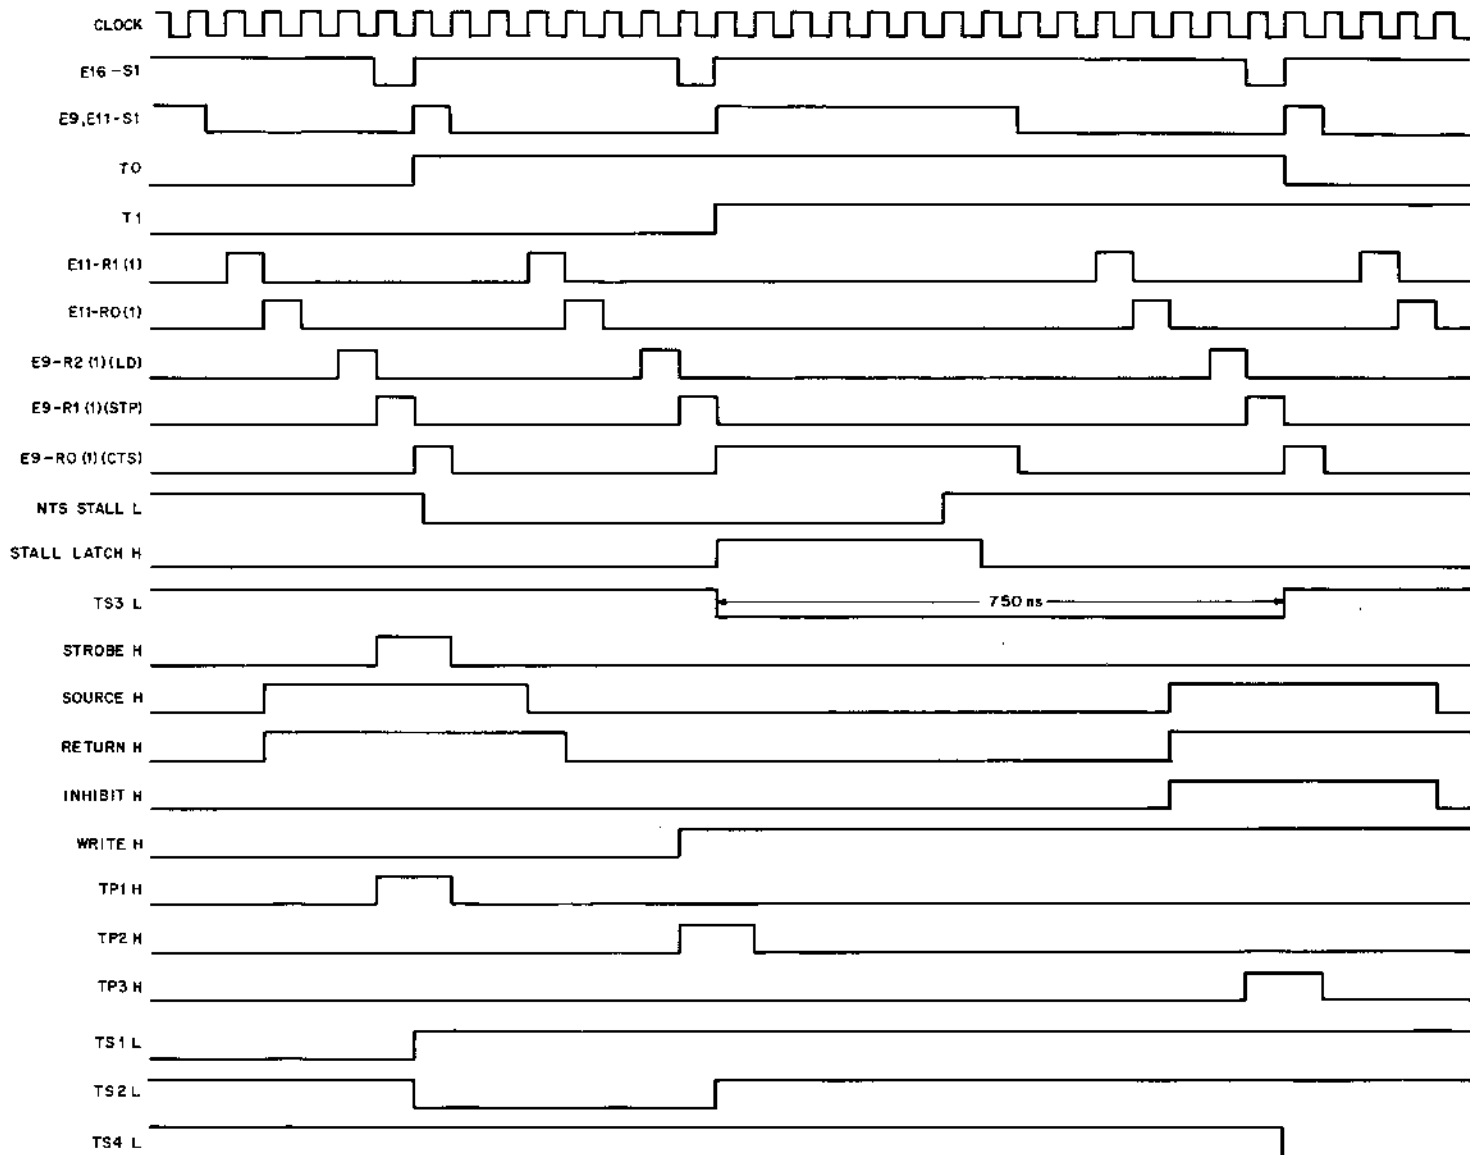 CLOCK
E16-S1
E9,E11-S1
T0
T1
E11-R1(1)
E11-R0(1)
E9-R2(1)(LD)
E9-R1(1)(STP)
E9-R0(1)(CTS)
NTS STALL L
STALL LATCH H
TS3 L
750 ns
STROBE H
SOURCE H
RETURN H
INHIBIT H
WRITE H
TP1 H
TP2 H
TP3 H
TS1 L
TS2 L
TS4 L